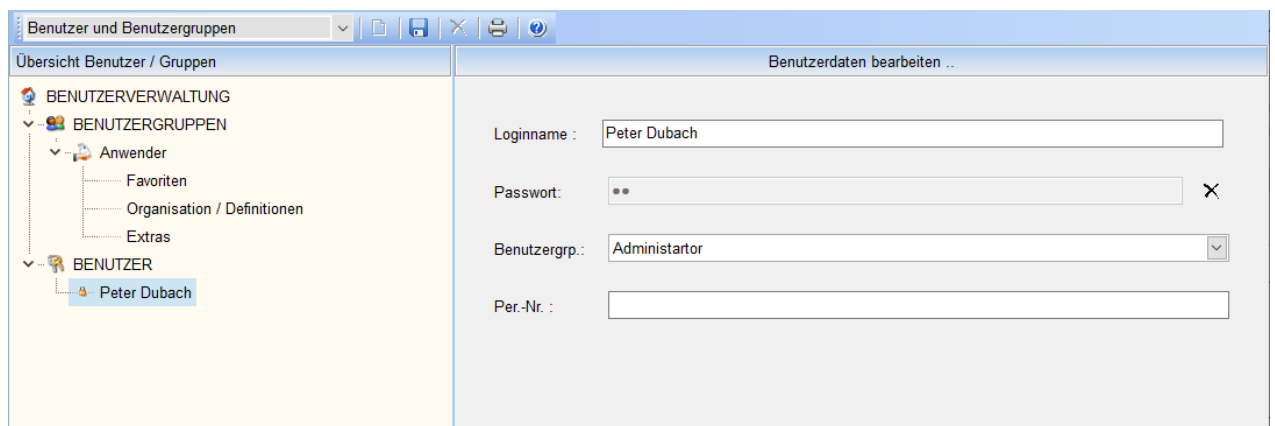 Benutzer und Benutzergruppen
Übersicht Benutzer / Gruppen
BENUTZERVERWALTUNG
BENUTZERGRUPPEN
Anwender
Favoriten
Organisation / Definitionen
Extras
BENUTZER
Peter Dubach
Benutzerdaten bearbeiten ..
Loginname : Peter Dubach
Passwort: ●●
Benutzergrp.: Administartor
Per.-Nr. :